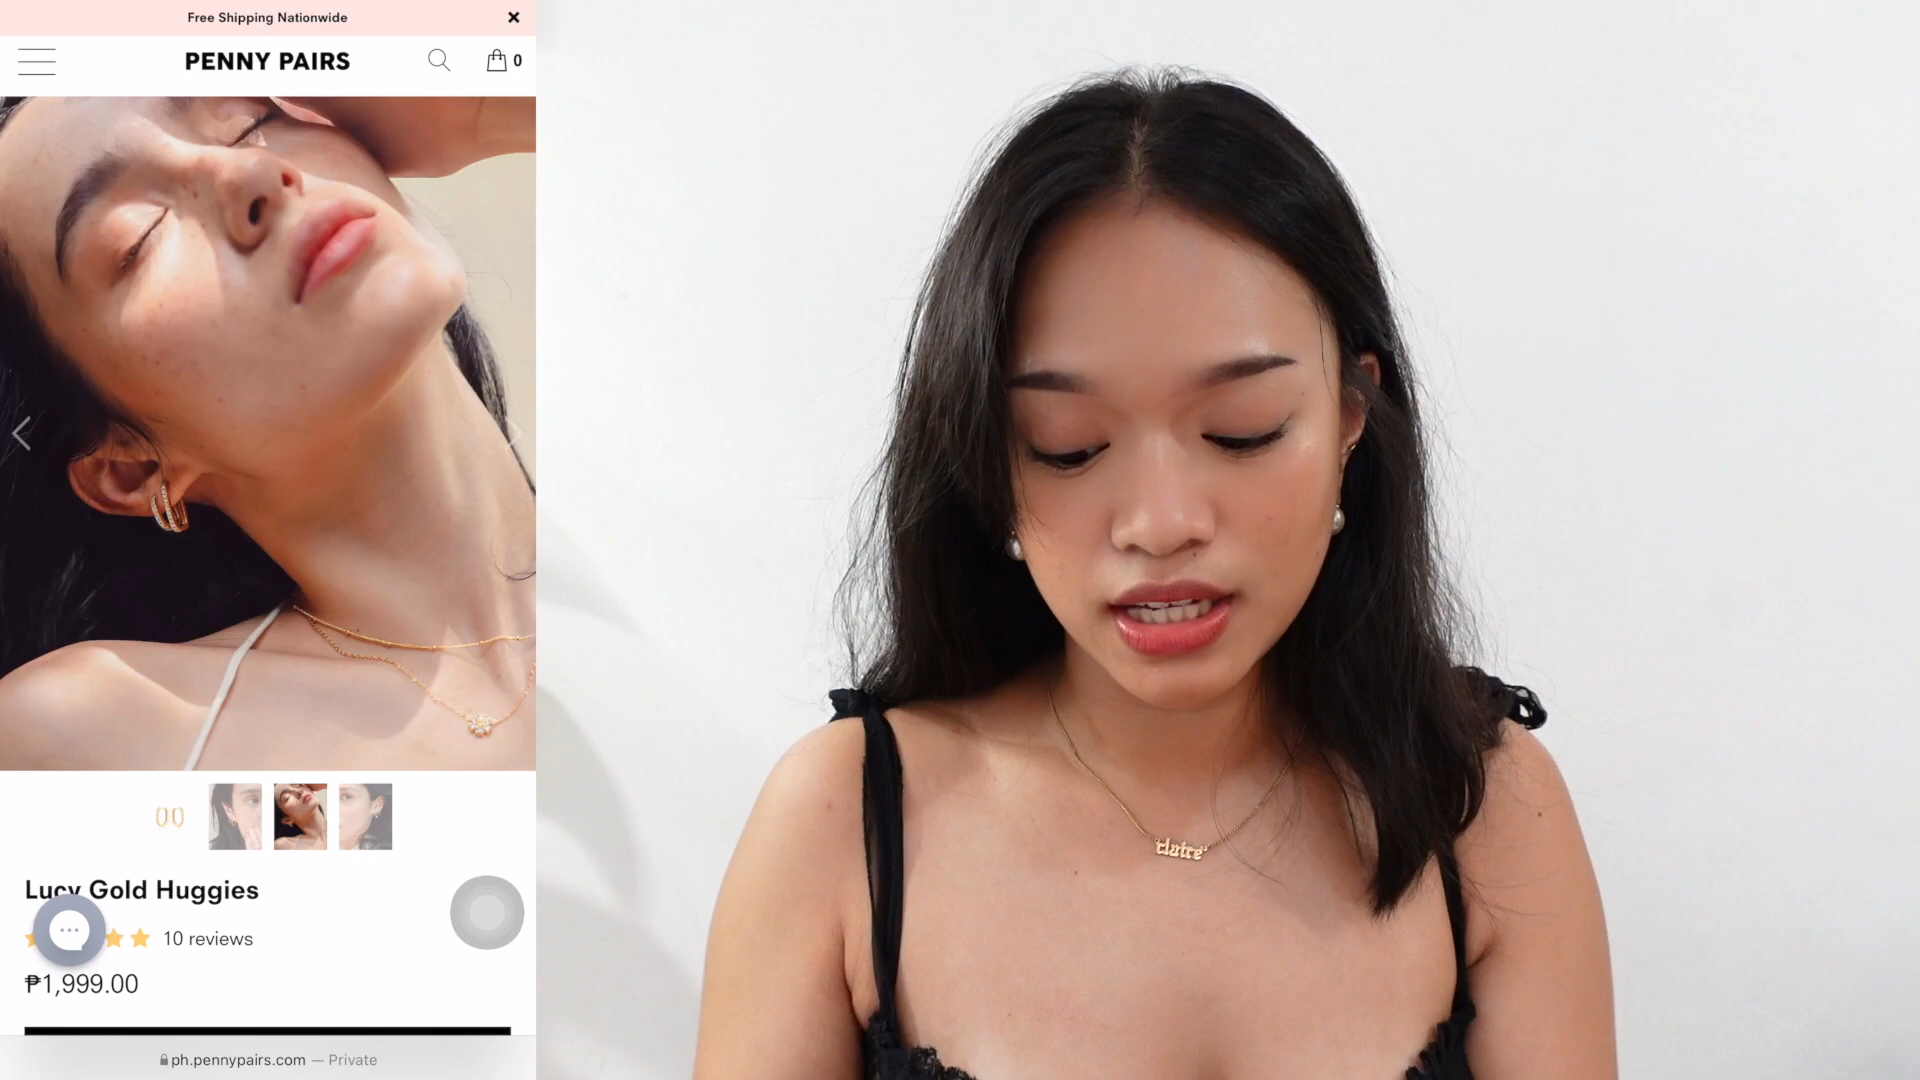 Free Shipping Nationwide
PENNY PAIRS
0
Lucy Gold Huggies
10 reviews
₱1,999.00
ph.pennypairs.com — Private
claire